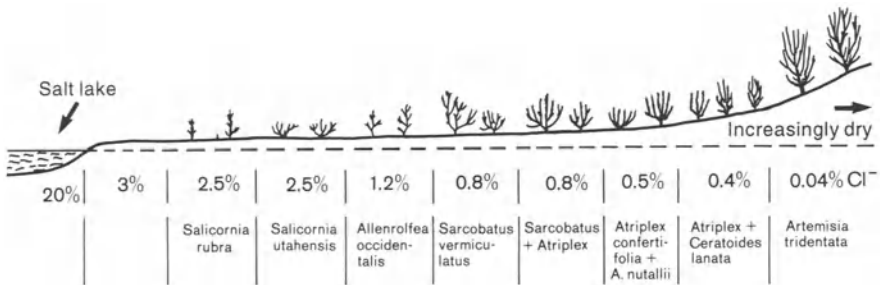 Salt lake
Increasingly dry
20% 3% 2.5% 2.5% 1.2% 0.8% 0.8% 0.5% 0.4% 0.04% Cl⁻
Salicornia
rubra
Salicornia
utahensis
Allenrolfea
occiden-
talis
Sarcobatus
vermicu-
latus
Sarcobatus
+ Atriplex
Atriplex
conferti-
folia +
A. nutallii
Atriplex +
Ceratoides
lanata
Artemisia
tridentata